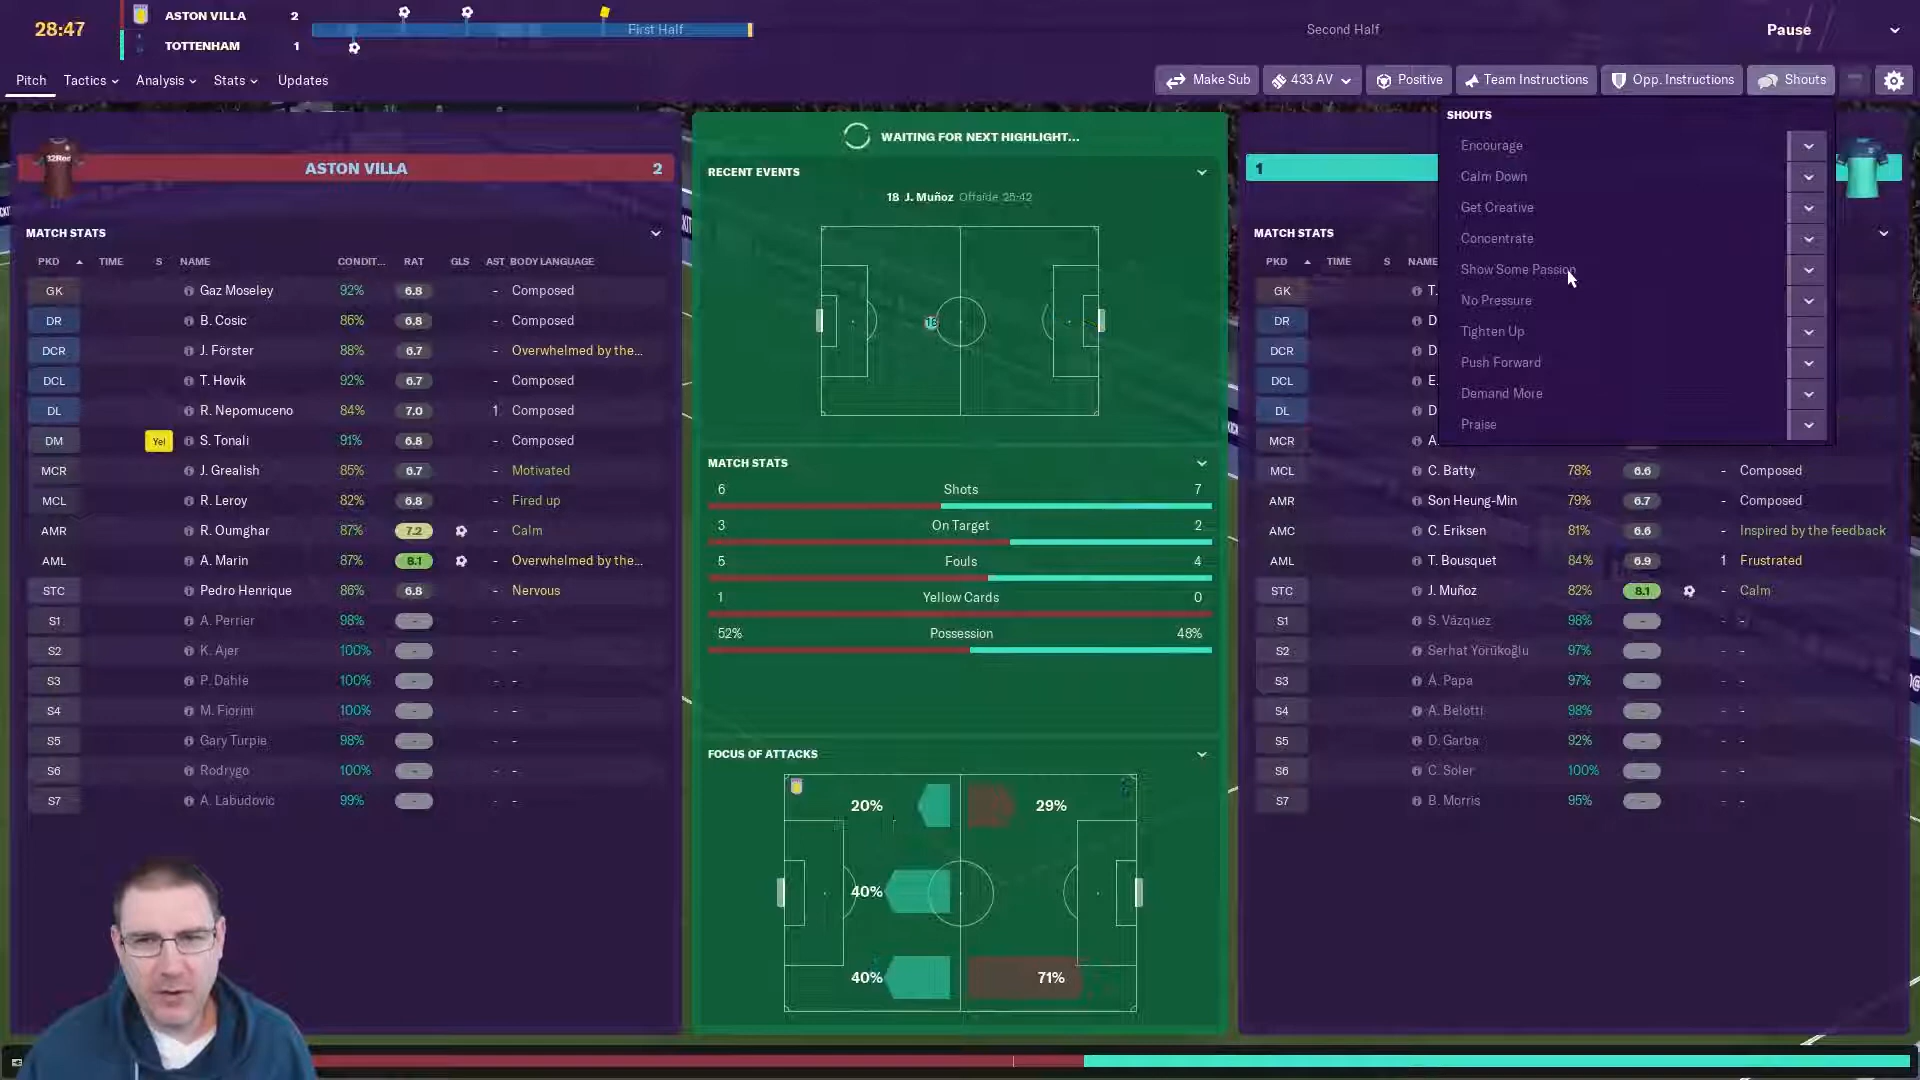 28:47
ASTON VILLA 2
TOTTENHAM 1
First Half
Second Half
Pause
Pitch Tactics Analysis Stats Updates
Make Sub 433 AV Positive Team Instructions Opp. Instructions Shouts
SHOUTS
Encourage
Calm Down
Get Creative
Concentrate
Show Some Passion
No Pressure
Tighten Up
Push Forward
Demand More
Praise
ASTON VILLA 2
MATCH STATS
PKD TIME S NAME CONDIT... RAT GLS AST BODY LANGUAGE
GK Gaz Moseley 92% 6.8 - Composed
DR B. Cosic 86% 6.8 - Composed
DCR J. Förster 88% 6.7 - Overwhelmed by the...
DCL T. Høvik 92% 6.7 - Composed
DL R. Nepomuceno 84% 7.0 1 Composed
DM Yel S. Tonali 91% 6.8 - Composed
MCR J. Grealish 85% 6.7 - Motivated
MCL R. Leroy 82% 6.8 - Fired up
AMR R. Oumghar 87% 7.2 - Calm
AML A. Marin 87% 8.1 - Overwhelmed by the...
STC Pedro Henrique 86% 6.8 - Nervous
S1 A. Perrier 98% - - -
S2 K. Ajer 100% - - -
S3 P. Dahle 100% - - -
S4 M. Fiorim 100% - - -
S5 Gary Turpie 98% - - -
S6 Rodrygo 100% - - -
S7 A. Labudovic 99% - - -
WAITING FOR NEXT HIGHLIGHT...
RECENT EVENTS
18 J. Muñoz Offside 25:42
18
MATCH STATS
6 Shots 7
3 On Target 2
5 Fouls 4
1 Yellow Cards 0
52% Possession 48%
FOCUS OF ATTACKS
20% 29%
40%
40% 71%
1
MATCH STATS
PKD TIME S NAME
GK T.
DR D
DCR D
DCL E.
DL D
MCR A.
MCL C. Batty 78% 6.6 - Composed
AMR Son Heung-Min 79% 6.7 - Composed
AMC C. Eriksen 81% 6.6 - Inspired by the feedback
AML T. Bousquet 84% 6.9 1 Frustrated
STC J. Muñoz 82% 8.1 - Calm
S1 S. Vázquez 98% - - -
S2 Serhat Yörükoğlu 97% - - -
S3 Á. Papa 97% - - -
S4 A. Belotti 98% - - -
S5 D. Garba 92% - - -
S6 C. Soler 100% - - -
S7 B. Morris 95% - - -